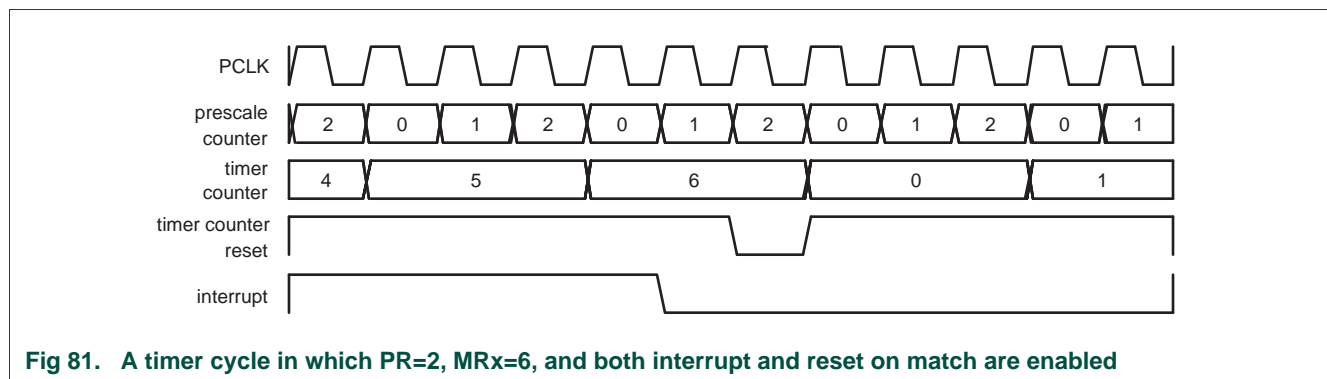 PCLK
prescale
counter
2 0 1 2 0 1 2 0 1 2 0 1
timer
counter
4 5 6 0 1
timer counter
reset
interrupt
Fig 81. A timer cycle in which PR=2, MRx=6, and both interrupt and reset on match are enabled